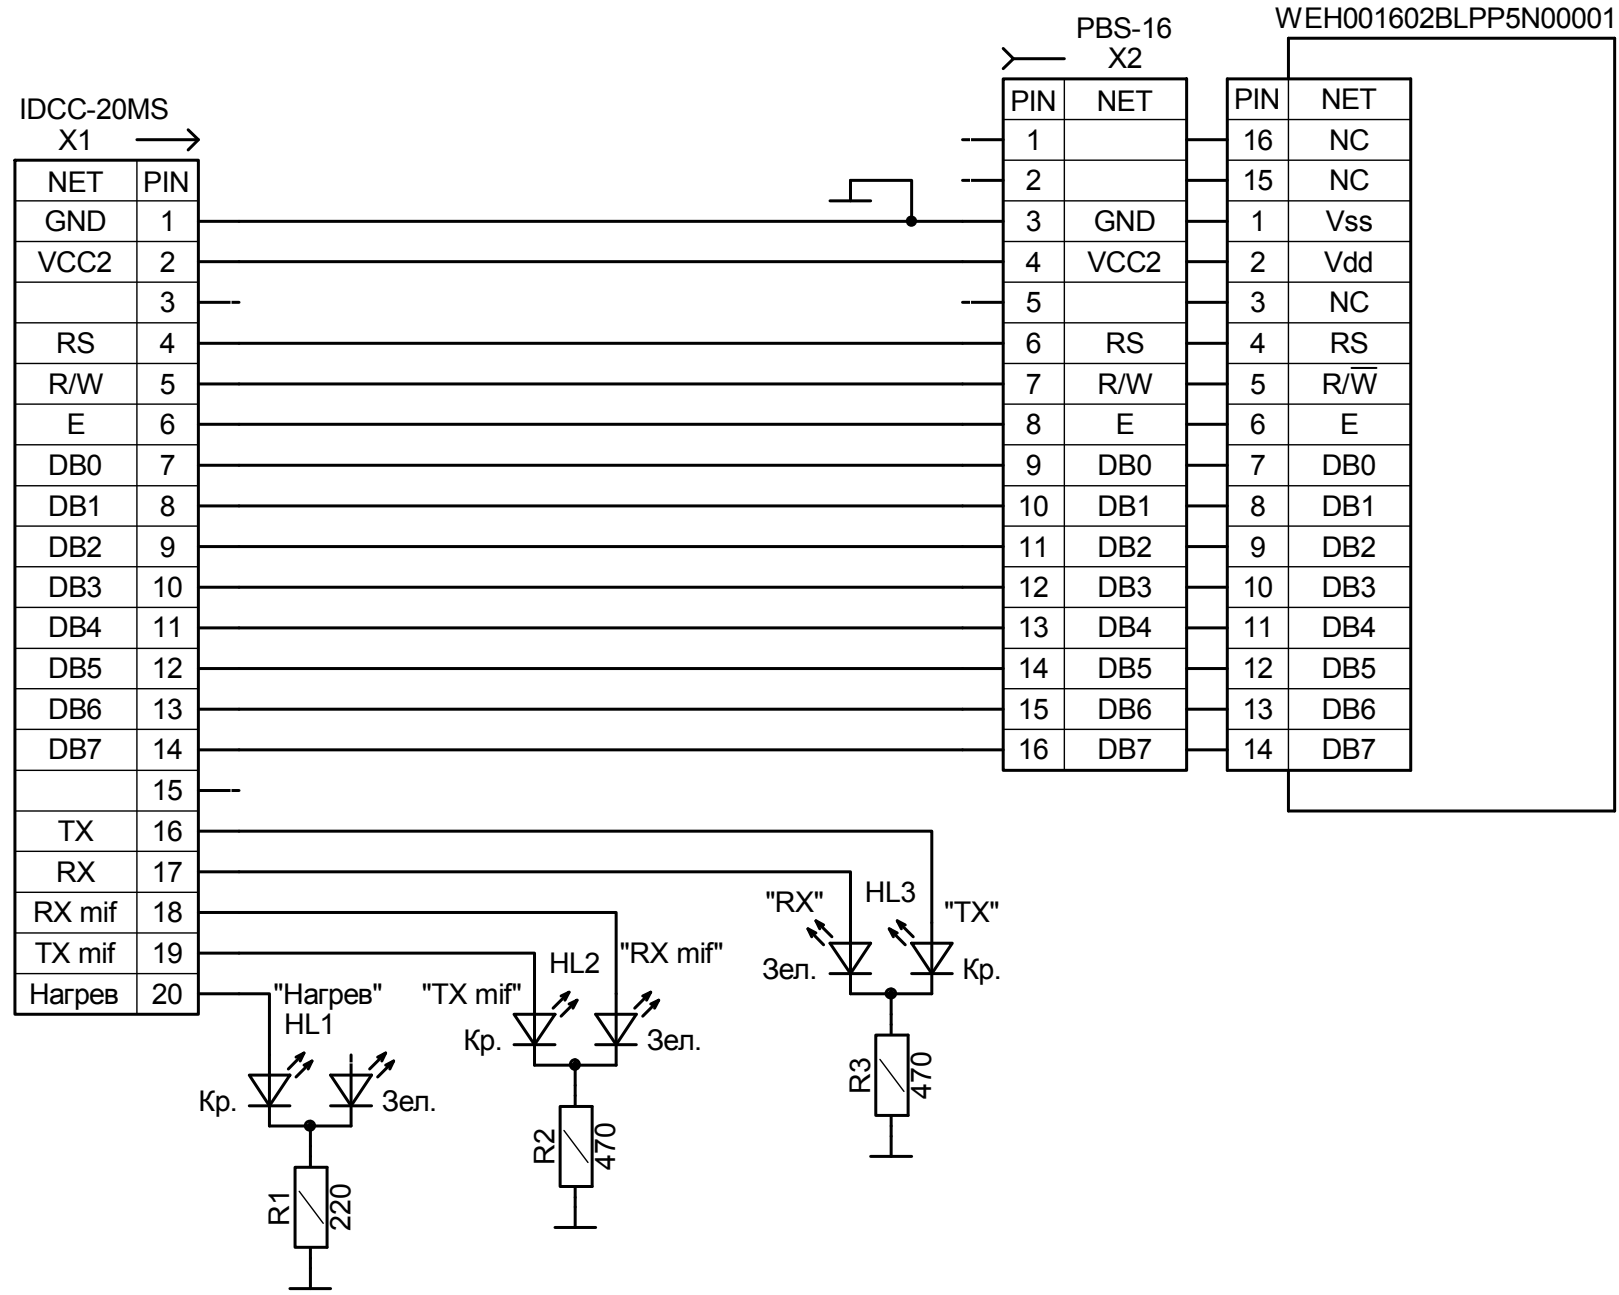 WEH001602BLPP5N00001
PBS-16
X2
PIN NET
1
2
3 GND
4 VCC2
5
6 RS
7 R/W
8 E
9 DB0
10 DB1
11 DB2
12 DB3
13 DB4
14 DB5
15 DB6
16 DB7
PIN NET
16 NC
15 NC
1 Vss
2 Vdd
3 NC
4 RS
5 R/W̅
6 E
7 DB0
8 DB1
9 DB2
10 DB3
11 DB4
12 DB5
13 DB6
14 DB7
IDCC-20MS
X1
NET PIN
GND 1
VCC2 2
3
RS 4
R/W 5
E 6
DB0 7
DB1 8
DB2 9
DB3 10
DB4 11
DB5 12
DB6 13
DB7 14
15
TX 16
RX 17
RX mif 18
TX mif 19
Нагрев 20
"Нагрев"
HL1
Кр.
Зел.
R1
220
"TX mif"
HL2
"RX mif"
Кр.
Зел.
R2
470
"RX"
HL3
"TX"
Зел.
Кр.
R3
470